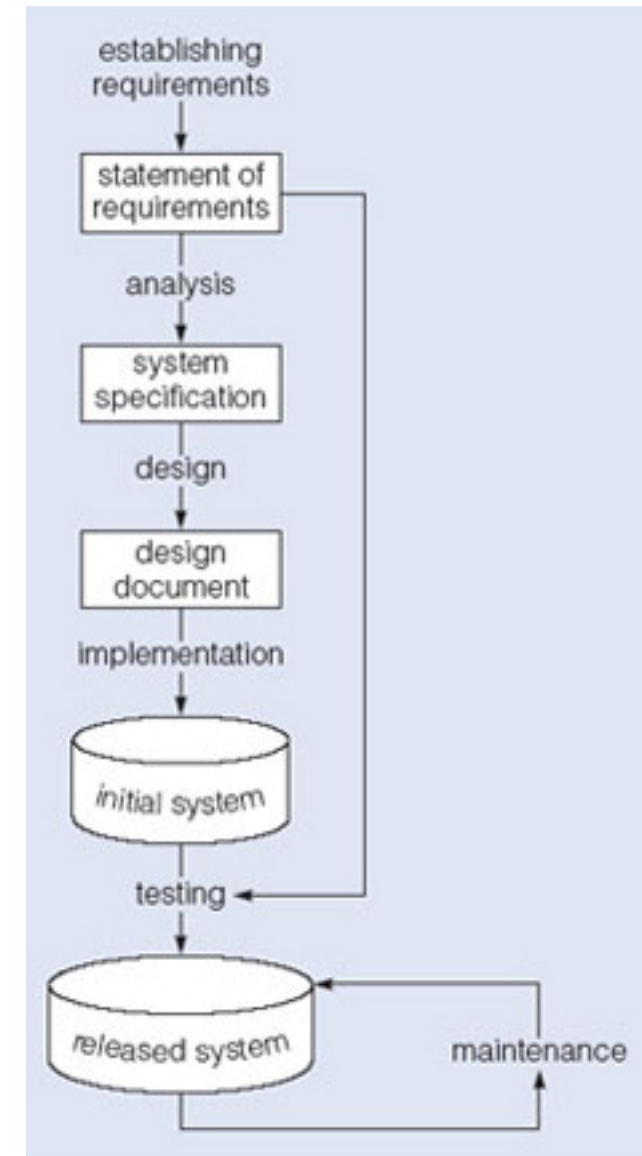 establishing
requirements
statement of
requirements
analysis
system
specification
design
design
document
implementation
initial system
testing
released system
maintenance